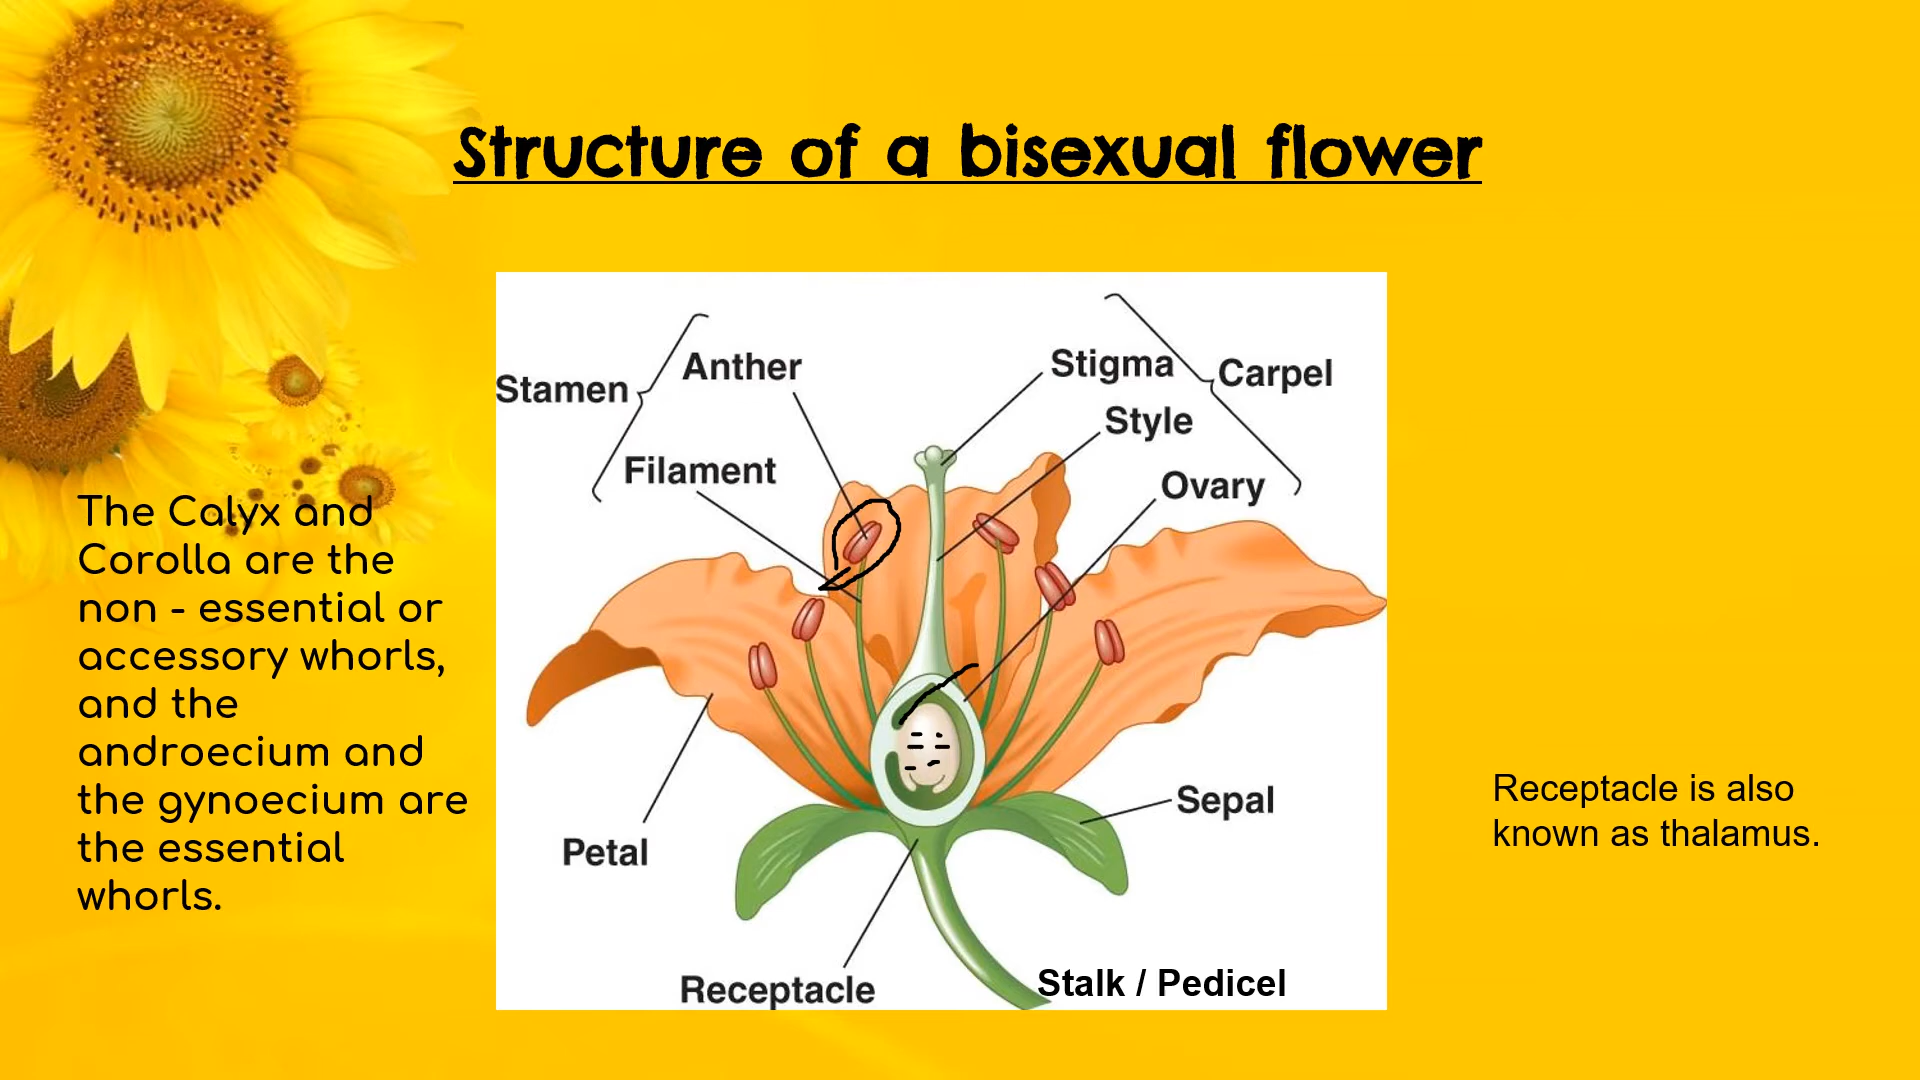 Structure of a bisexual flower
The Calyx and
Corolla are the
non - essential or
accessory whorls,
and the
androecium and
the gynoecium are
the essential
whorls.
Stamen
Anther
Filament
Stigma
Carpel
Style
Ovary
Petal
Sepal
Receptacle
Stalk / Pedicel
Receptacle is also
known as thalamus.